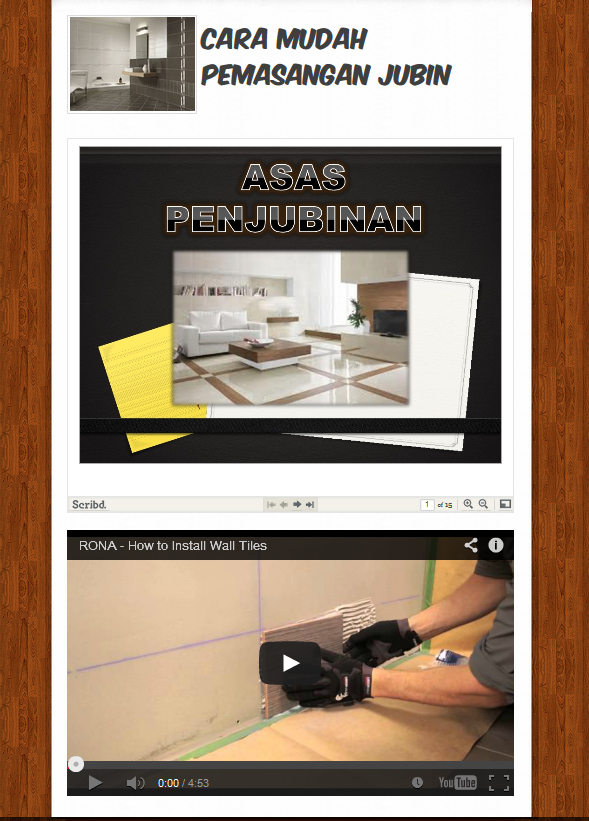 CARA MUDAH
PEMASANGAN JUBIN
ASAS
PENJUBINAN
Scribd.
1 of 15
RONA - How to Install Wall Tiles
0:00 / 4:53
YouTube